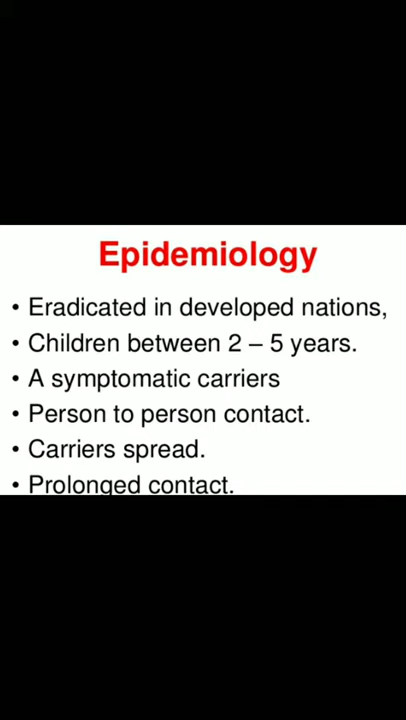 Epidemiology
• Eradicated in developed nations,
• Children between 2 – 5 years.
• A symptomatic carriers
• Person to person contact.
• Carriers spread.
• Prolonged contact.